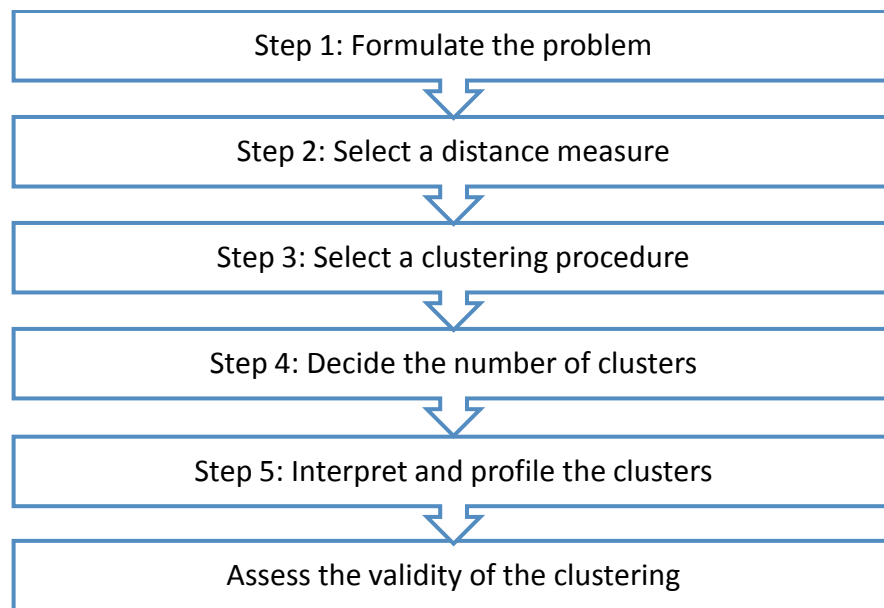 Step 1: Formulate the problem
Step 2: Select a distance measure
Step 3: Select a clustering procedure
Step 4: Decide the number of clusters
Step 5: Interpret and profile the clusters
Assess the validity of the clustering